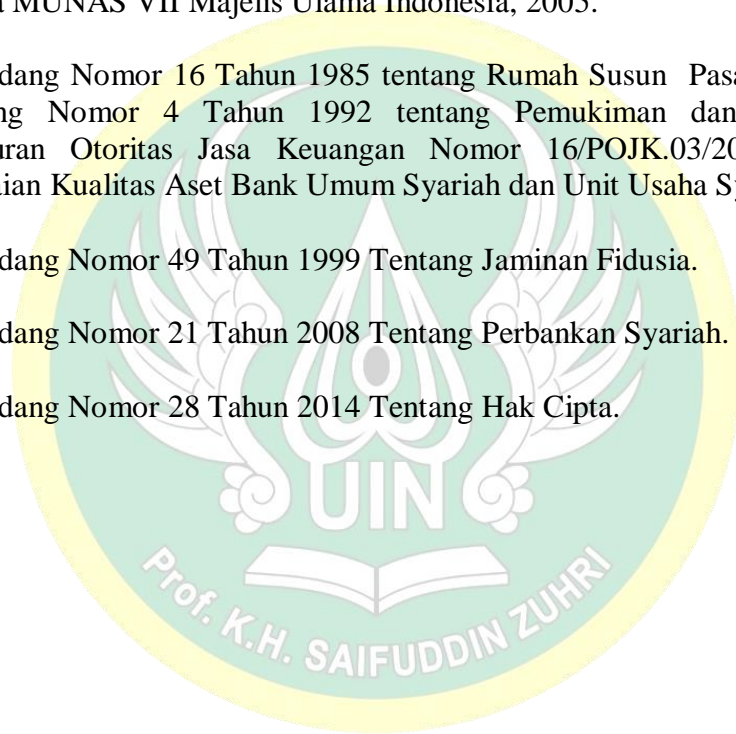 MUNAS VII Majelis Ulama Indonesia, 2005.
dang Nomor 16 Tahun 1985 tentang Rumah Susun Pasa
ng Nomor 4 Tahun 1992 tentang Pemukiman dan
uran Otoritas Jasa Keuangan Nomor 16/POJK.03/20
ian Kualitas Aset Bank Umum Syariah dan Unit Usaha Sy
dang Nomor 49 Tahun 1999 Tentang Jaminan Fidusia.
dang Nomor 21 Tahun 2008 Tentang Perbankan Syariah.
dang Nomor 28 Tahun 2014 Tentang Hak Cipta.
UIN
Prof. K.H. SAIFUDDIN ZUHRI